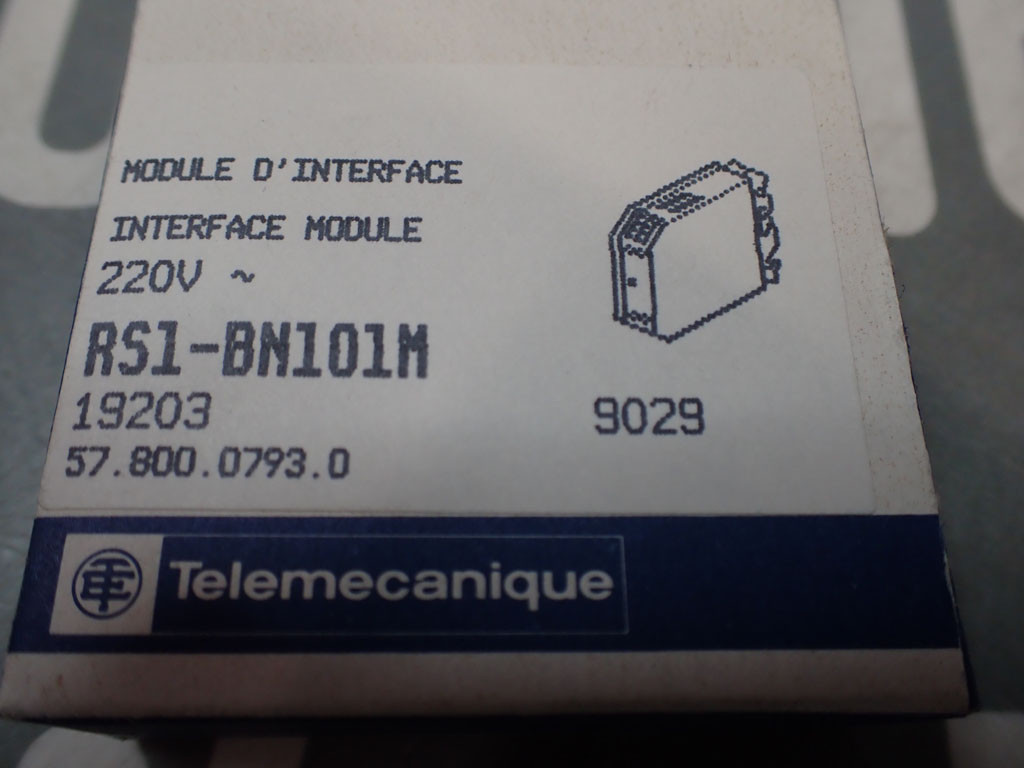 MODULE D'INTERFACE
INTERFACE MODULE
220V ~
RS1-BN101M
19203
9029
57.800.0793.0
Telemecanique